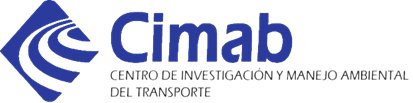 Cimab
CENTRO DE INVESTIGACIÓN Y MANEJO AMBIENTAL
DEL TRANSPORTE